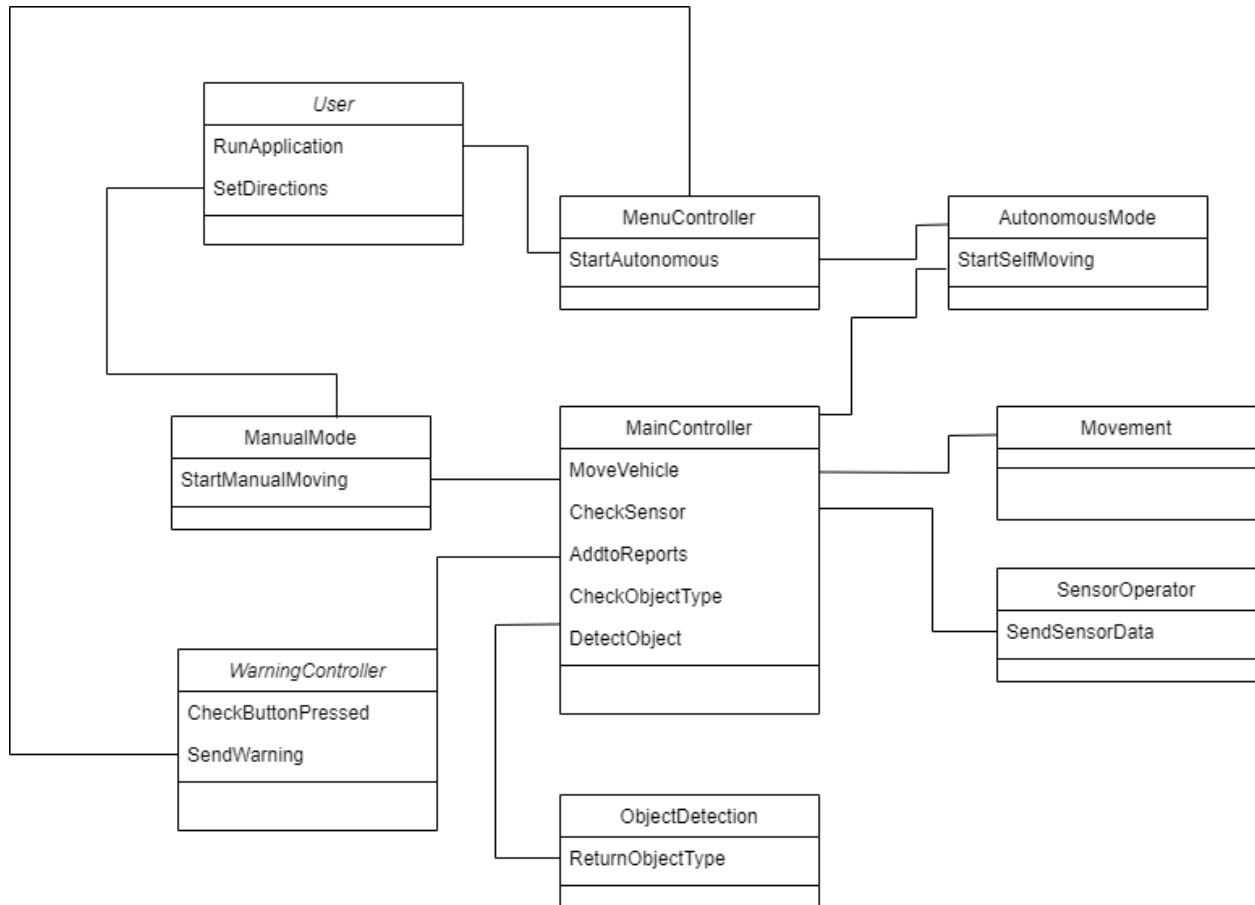 User
RunApplication
SetDirections
MenuController
StartAutonomous
AutonomousMode
StartSelfMoving
ManualMode
StartManualMoving
MainController
MoveVehicle
CheckSensor
AddtoReports
CheckObjectType
DetectObject
Movement
SensorOperator
SendSensorData
WarningController
CheckButtonPressed
SendWarning
ObjectDetection
ReturnObjectType